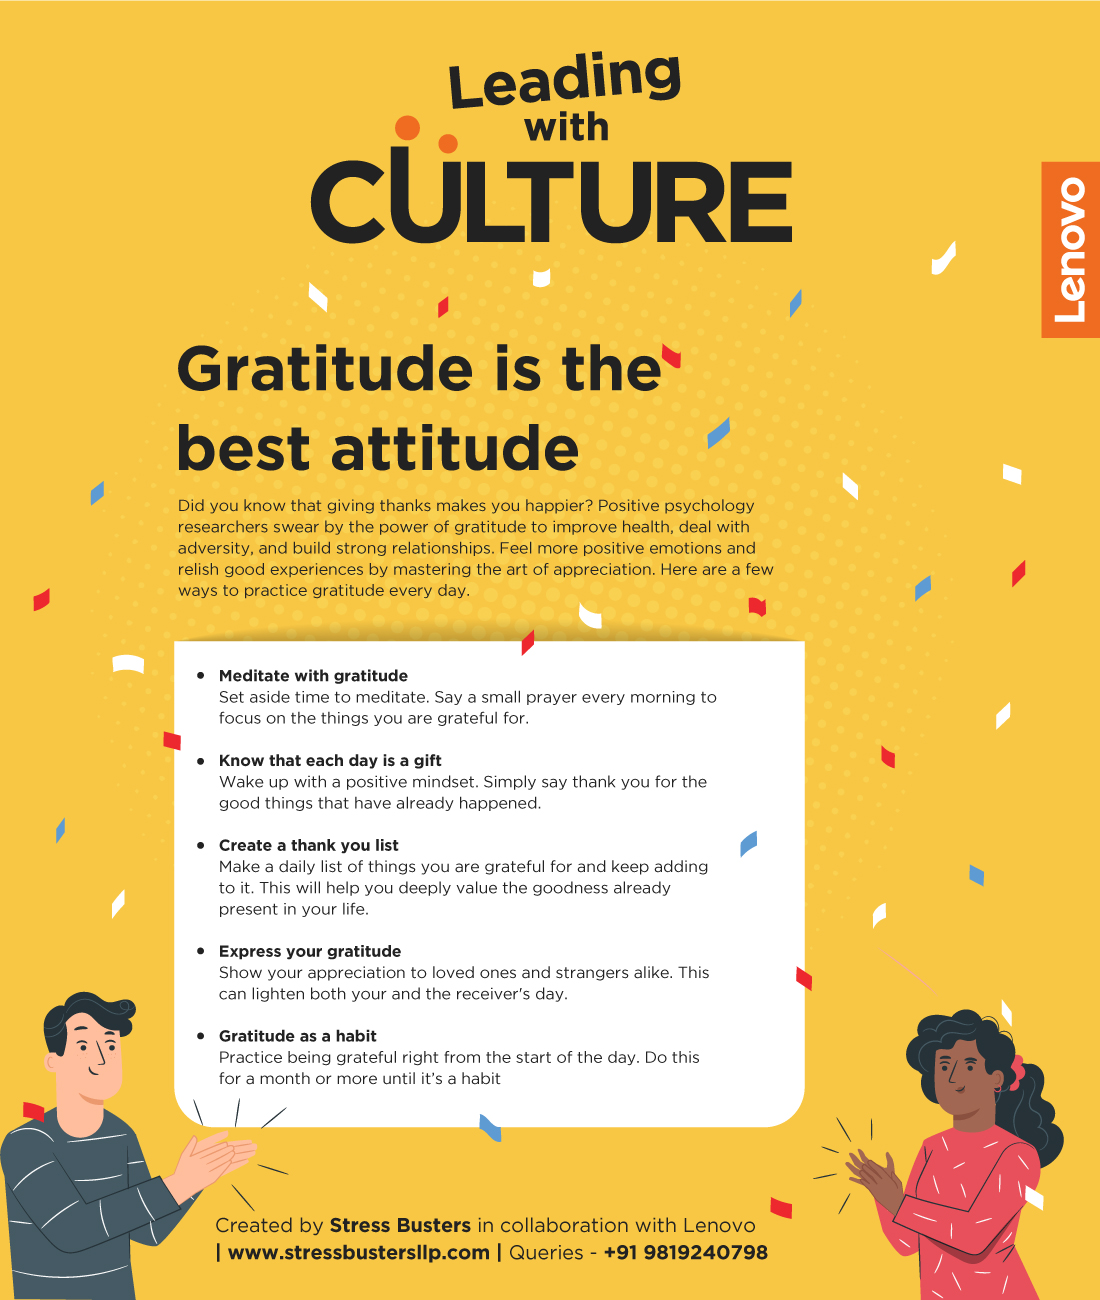 Leading
with
CÜLTURE
Lenovo
Gratitude is the
best attitude
Did you know that giving thanks makes you happier? Positive psychology
researchers swear by the power of gratitude to improve health, deal with
adversity, and build strong relationships. Feel more positive emotions and
relish good experiences by mastering the art of appreciation. Here are a few
ways to practice gratitude every day.
• Meditate with gratitude
Set aside time to meditate. Say a small prayer every morning to
focus on the things you are grateful for.
• Know that each day is a gift
Wake up with a positive mindset. Simply say thank you for the
good things that have already happened.
• Create a thank you list
Make a daily list of things you are grateful for and keep adding
to it. This will help you deeply value the goodness already
present in your life.
• Express your gratitude
Show your appreciation to loved ones and strangers alike. This
can lighten both your and the receiver's day.
• Gratitude as a habit
Practice being grateful right from the start of the day. Do this
for a month or more until it’s a habit
Created by Stress Busters in collaboration with Lenovo
| www.stressbustersllp.com | Queries - +91 9819240798